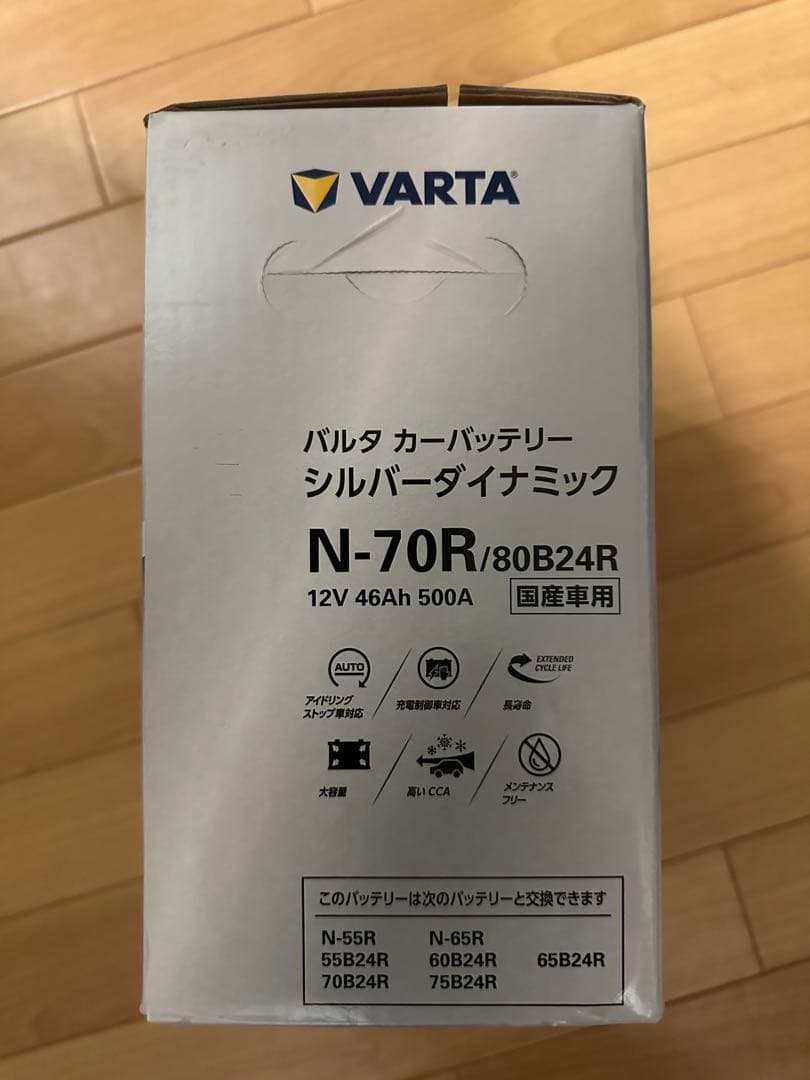 VARTA®
バルタ カーバッテリー
シルバーダイナミック
N-70R/80B24R
12V 46Ah 500A 国産車用
AUTO
アイドリング
ストップ車対応
充電制御車対応
EXTENDED
CYCLE LIFE
長寿命
大容量
高いCCA
メンテナンス
フリー
このバッテリーは次のバッテリーと交換できます
N-55R N-65R
55B24R 60B24R 65B24R
70B24R 75B24R